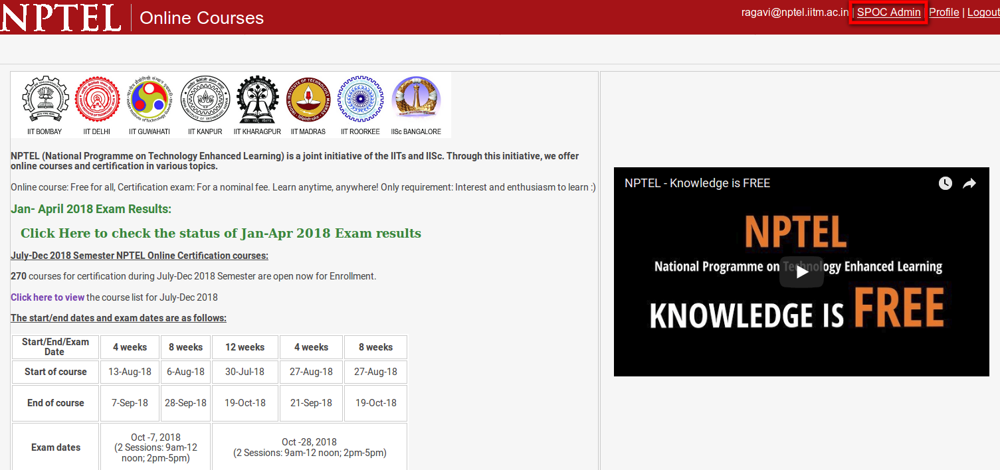 NPTEL | Online Courses
ragavi@nptel.iitm.ac.in | SPOC Admin | Profile | Logout
IIT BOMBAY IIT DELHI IIT GUWAHATI IIT KANPUR IIT KHARAGPUR IIT MADRAS IIT ROORKEE IISc BANGALORE
NPTEL (National Programme on Technology Enhanced Learning) is a joint initiative of the IITs and IISc. Through this initiative, we offer
online courses and certification in various topics.
Online course: Free for all, Certification exam: For a nominal fee. Learn anytime, anywhere! Only requirement: Interest and enthusiasm to learn :)
Jan- April 2018 Exam Results:
Click Here to check the status of Jan-Apr 2018 Exam results
July-Dec 2018 Semester NPTEL Online Certification courses:
270 courses for certification during July-Dec 2018 Semester are open now for Enrollment.
Click here to view the course list for July-Dec 2018
The start/end dates and exam dates are as follows:
Start/End/Exam
Date
4 weeks 8 weeks 12 weeks 4 weeks 8 weeks
Start of course 13-Aug-18 6-Aug-18 30-Jul-18 27-Aug-18 27-Aug-18
End of course 7-Sep-18 28-Sep-18 19-Oct-18 21-Sep-18 19-Oct-18
Exam dates
Oct -7, 2018
(2 Sessions: 9am-12
noon; 2pm-5pm)
Oct -28, 2018
(2 Sessions: 9am-12 noon; 2pm-5pm)
NPTEL - Knowledge is FREE
NPTEL
National Programme on Technology Enhanced Learning
KNOWLEDGE IS FREE